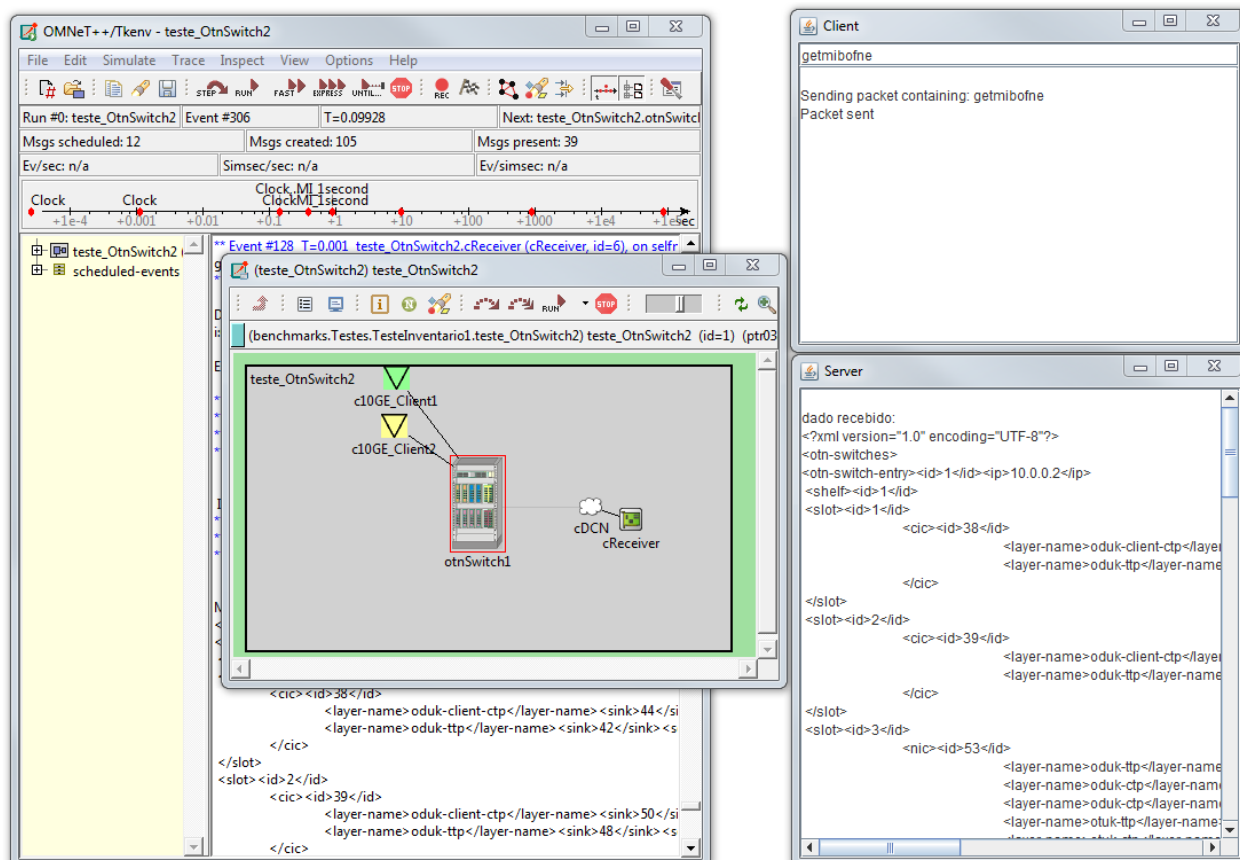 OMNeT++/Tkenv - teste_OtnSwitch2
File Edit Simulate Trace Inspect View Options Help
STEP RUN FAST EXPRESS UNTIL... STOP REC
Run #0: teste_OtnSwitch2 Event #306 T=0.09928 Next: teste_OtnSwitch2.otnSwitcl
Msgs scheduled: 12 Msgs created: 105 Msgs present: 39
Ev/sec: n/a Simsec/sec: n/a Ev/simsec: n/a
Clock Clock Clock MI_1second
ClockMI_1second
+1e-4 +0.001 +0.01 +0.1 +1 +10 +100 +1000 +1e4 sec
teste_OtnSwitch2
scheduled-events
** Event #128 T=0.001 teste_OtnSwitch2.cReceiver (cReceiver, id=6), on selfr
(teste_OtnSwitch2) teste_OtnSwitch2
RUN STOP
(benchmarks.Testes.TesteInventario1.teste_OtnSwitch2) teste_OtnSwitch2 (id=1) (ptr03
teste_OtnSwitch2
c10GE_Client1
c10GE_Client2
otnSwitch1
cDCN
cReceiver
<cic><id>38</id>
<layer-name>oduk-client-ctp</layer-name><sink>44</si
<layer-name>oduk-ttp</layer-name><sink>42</sink><s
</cic>
</slot>
<slot><id>2</id>
<cic><id>39</id>
<layer-name>oduk-client-ctp</layer-name><sink>50</si
<layer-name>oduk-ttp</layer-name><sink>48</sink><s
</cic>
Client
getmibofne
Sending packet containing: getmibofne
Packet sent
Server
dado recebido:
<?xml version="1.0" encoding="UTF-8"?>
<otn-switches>
<otn-switch-entry><id>1</id><ip>10.0.0.2</ip>
<shelf><id>1</id>
<slot><id>1</id>
<cic><id>38</id>
<layer-name>oduk-client-ctp</layer
<layer-name>oduk-ttp</layer-name
</cic>
</slot>
<slot><id>2</id>
<cic><id>39</id>
<layer-name>oduk-client-ctp</layer
<layer-name>oduk-ttp</layer-name
</cic>
</slot>
<slot><id>3</id>
<nic><id>53</id>
<layer-name>oduk-ttp</layer-name
<layer-name>oduk-ctp</layer-name
<layer-name>oduk-ctp</layer-name
<layer-name>otuk-ttp</layer-name